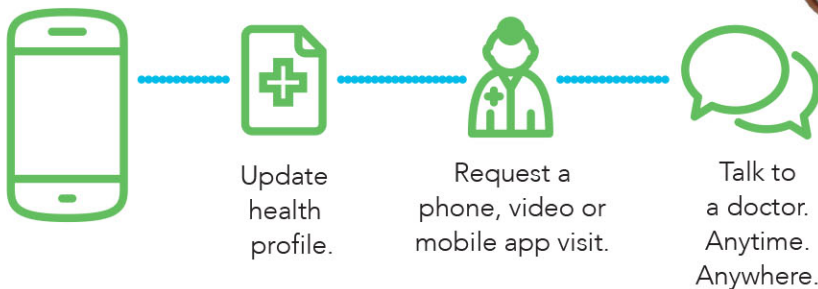 Update
health
profile.
Request a
phone, video or
mobile app visit.
Talk to
a doctor.
Anytime.
Anywhere.